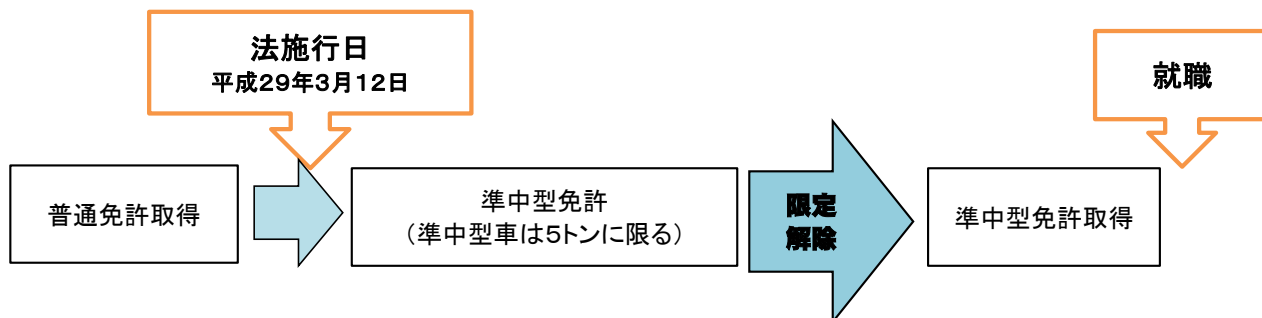 法施行日
平成29年3月12日
就職
普通免許取得
準中型免許
（準中型車は5トンに限る）
限定
解除
準中型免許取得